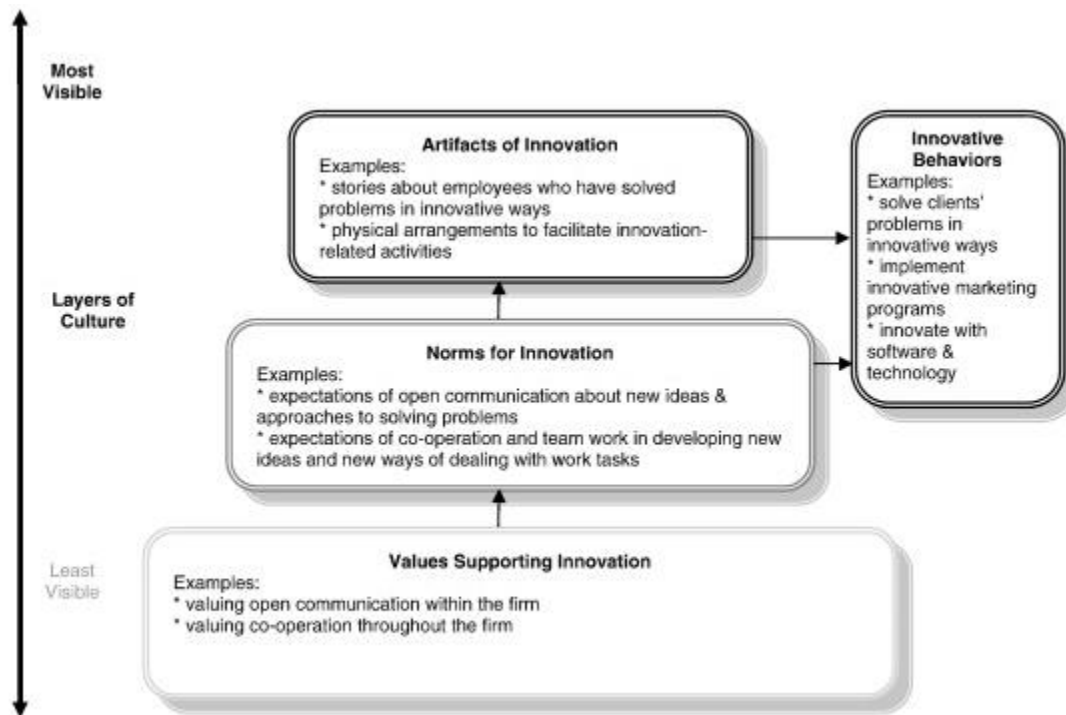 Most
Visible
Artifacts of Innovation
Examples:
* stories about employees who have solved
problems in innovative ways
* physical arrangements to facilitate innovation-
related activities
Innovative
Behaviors
Examples:
* solve clients'
problems in
innovative ways
* implement
innovative marketing
programs
* innovate with
software &
technology
Layers of
Culture
Norms for Innovation
Examples:
* expectations of open communication about new ideas &
approaches to solving problems
* expectations of co-operation and team work in developing new
ideas and new ways of dealing with work tasks
Least
Visible
Values Supporting Innovation
Examples:
* valuing open communication within the firm
* valuing co-operation throughout the firm